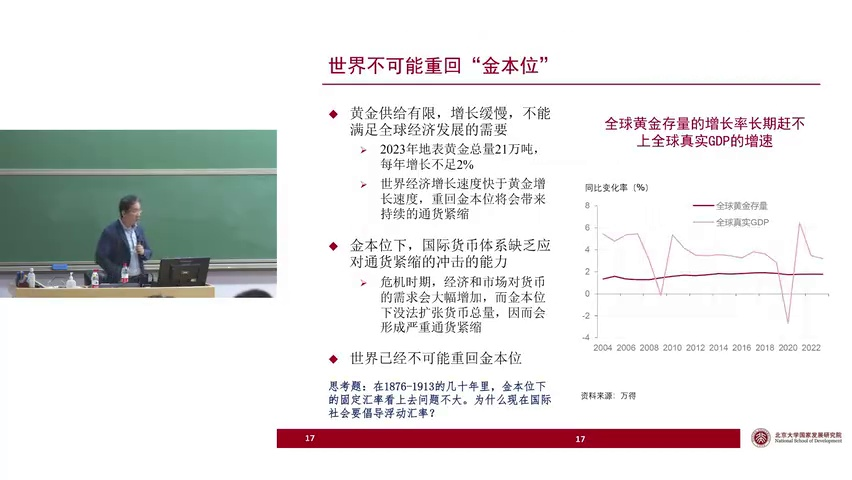 世界不可能重回“金本位”
◆ 黄金供给有限，增长缓慢，不能
满足全球经济发展的需要
➢ 2023年地表黄金总量21万吨，
每年增长不足2%
➢ 世界经济增长速度快于黄金增
长速度，重回金本位将会带来
持续的通货紧缩
◆ 金本位下，国际货币体系缺乏应
对通货紧缩的冲击的能力
➢ 危机时期，经济和市场对货币
的需求会大幅增加，而金本位
下没法扩张货币总量，因而会
形成严重通货紧缩
◆ 世界已经不可能重回金本位
思考题：在1876-1913的几十年里，金本位下
的固定汇率看上去问题不大。为什么现在国际
社会要倡导浮动汇率？
全球黄金存量的增长率长期赶不
上全球真实GDP的增速
同比变化率（%）
全球黄金存量
全球真实GDP
8
6
4
2
0
-2
-4
2004 2006 2008 2010 2012 2014 2016 2018 2020 2022
资料来源：万得
17
17
北京大学国家发展研究院
National School of Development